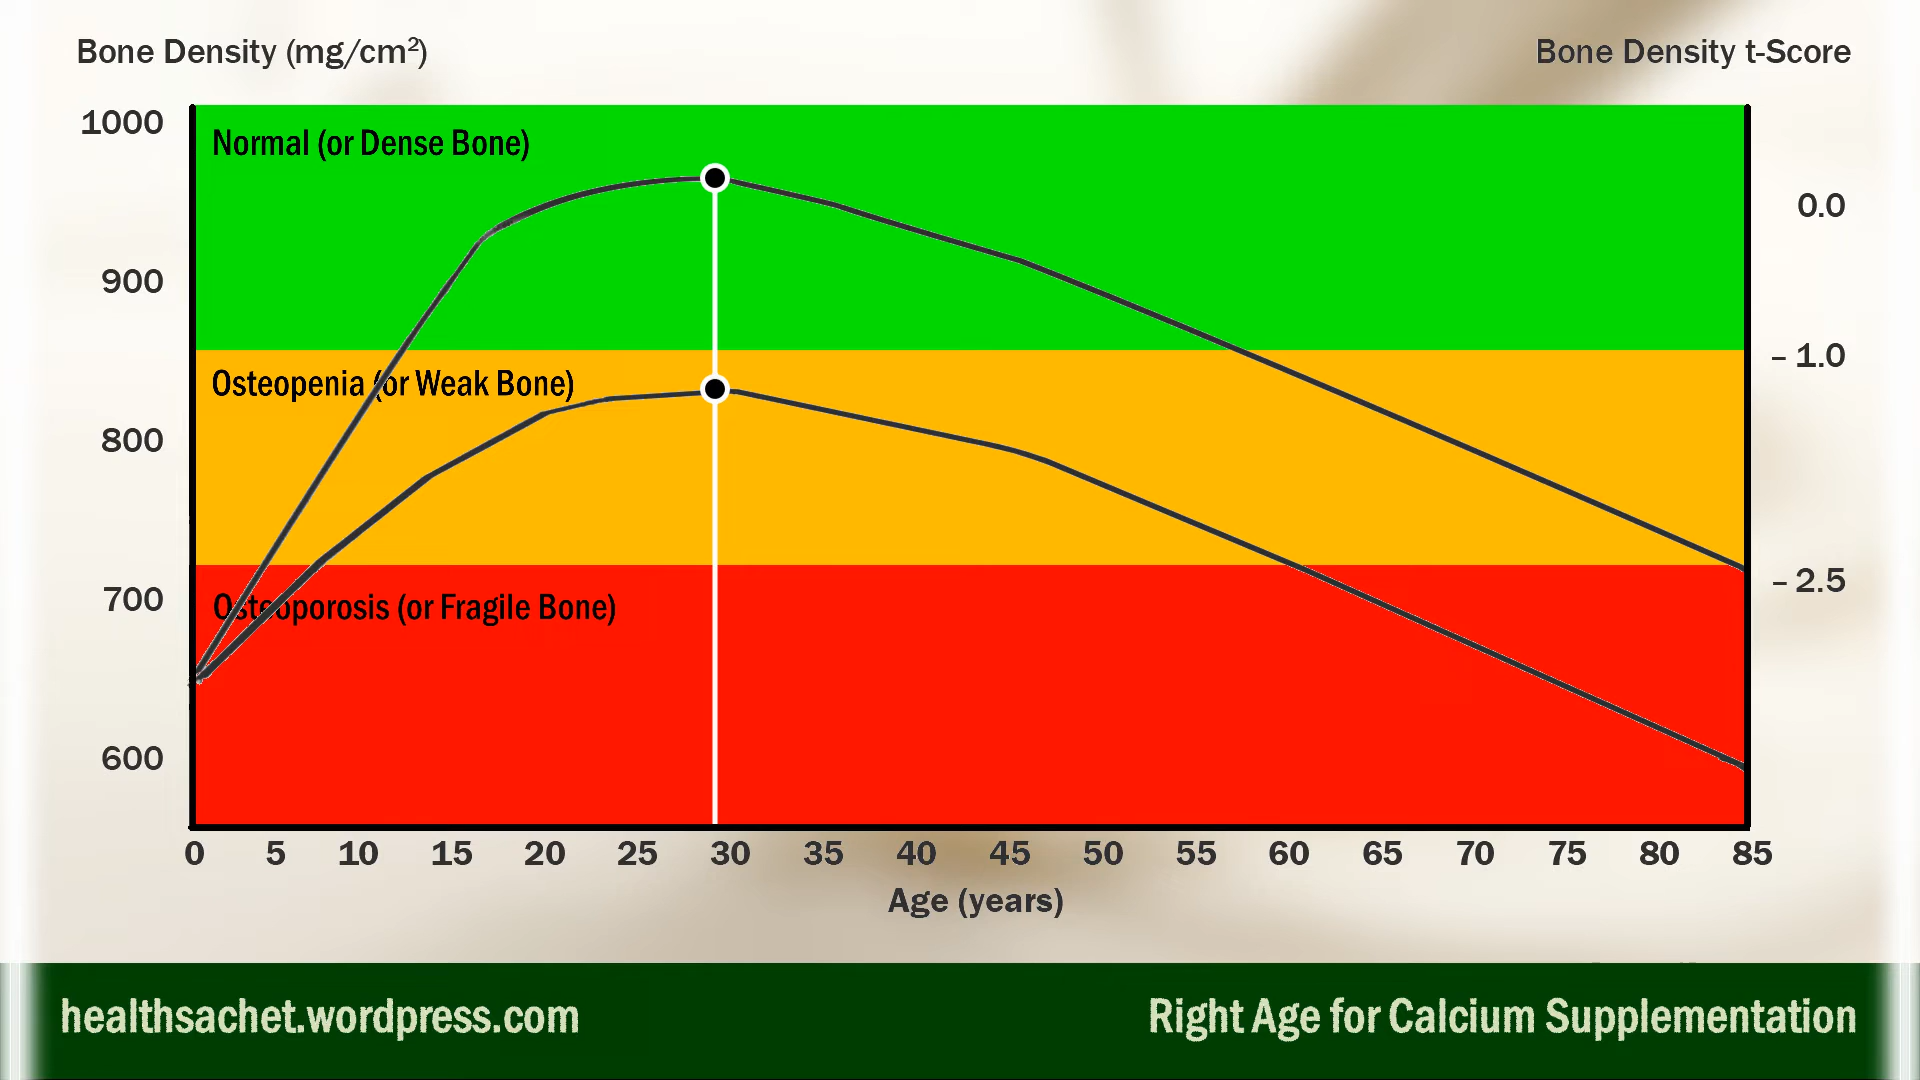 Bone Density (mg/cm²)
Bone Density t-Score
1000
Normal (or Dense Bone)
0.0
900
– 1.0
Osteopenia (or Weak Bone)
800
– 2.5
700
Osteoporosis (or Fragile Bone)
600
0 5 10 15 20 25 30 35 40 45 50 55 60 65 70 75 80 85
Age (years)
healthsachet.wordpress.com
Right Age for Calcium Supplementation